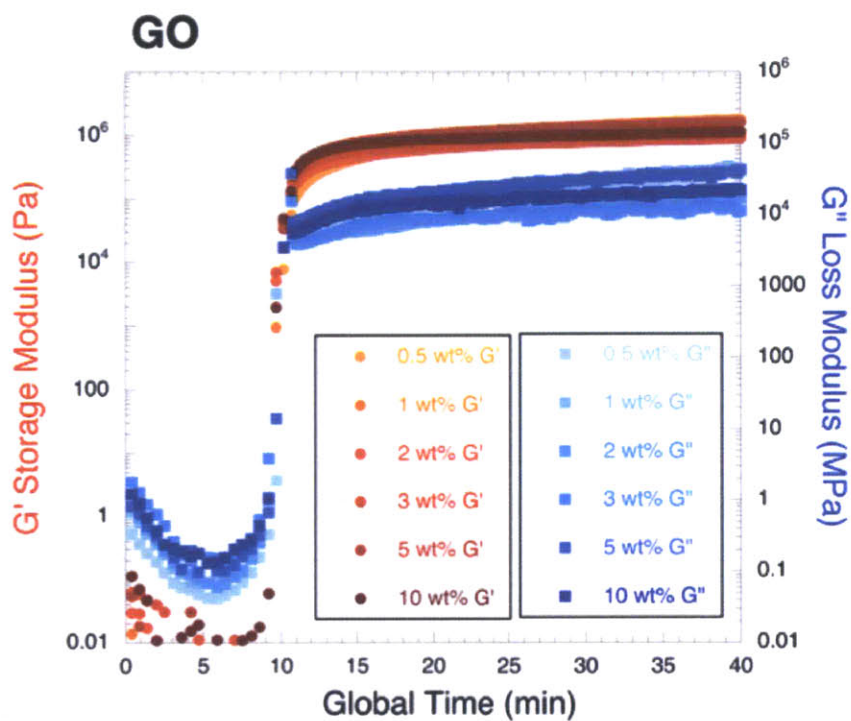 GO
G' Storage Modulus (Pa)
10⁶
10⁴
100
1
0.01
10⁶
10⁵
10⁴
1000
100
10
1
0.1
0.01
G" Loss Modulus (MPa)
0.5 wt% G'
1 wt% G'
2 wt% G'
3 wt% G'
5 wt% G'
10 wt% G'
0.5 wt% G"
1 wt% G"
2 wt% G"
3 wt% G"
5 wt% G"
10 wt% G"
0 5 10 15 20 25 30 35 40
Global Time (min)